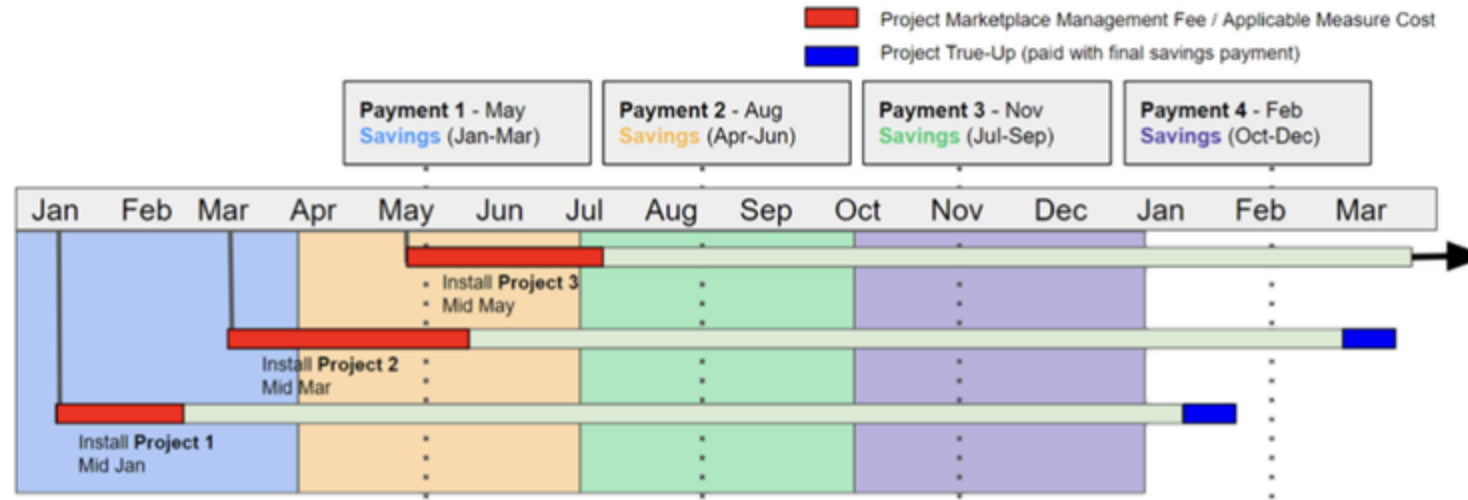 Project Marketplace Management Fee / Applicable Measure Cost
Project True-Up (paid with final savings payment)
Payment 1 - May
Savings (Jan-Mar)
Payment 2 - Aug
Savings (Apr-Jun)
Payment 3 - Nov
Savings (Jul-Sep)
Payment 4 - Feb
Savings (Oct-Dec)
Jan Feb Mar Apr May Jun Jul Aug Sep Oct Nov Dec Jan Feb Mar
Install Project 3
Mid May
Install Project 2
Mid Mar
Install Project 1
Mid Jan